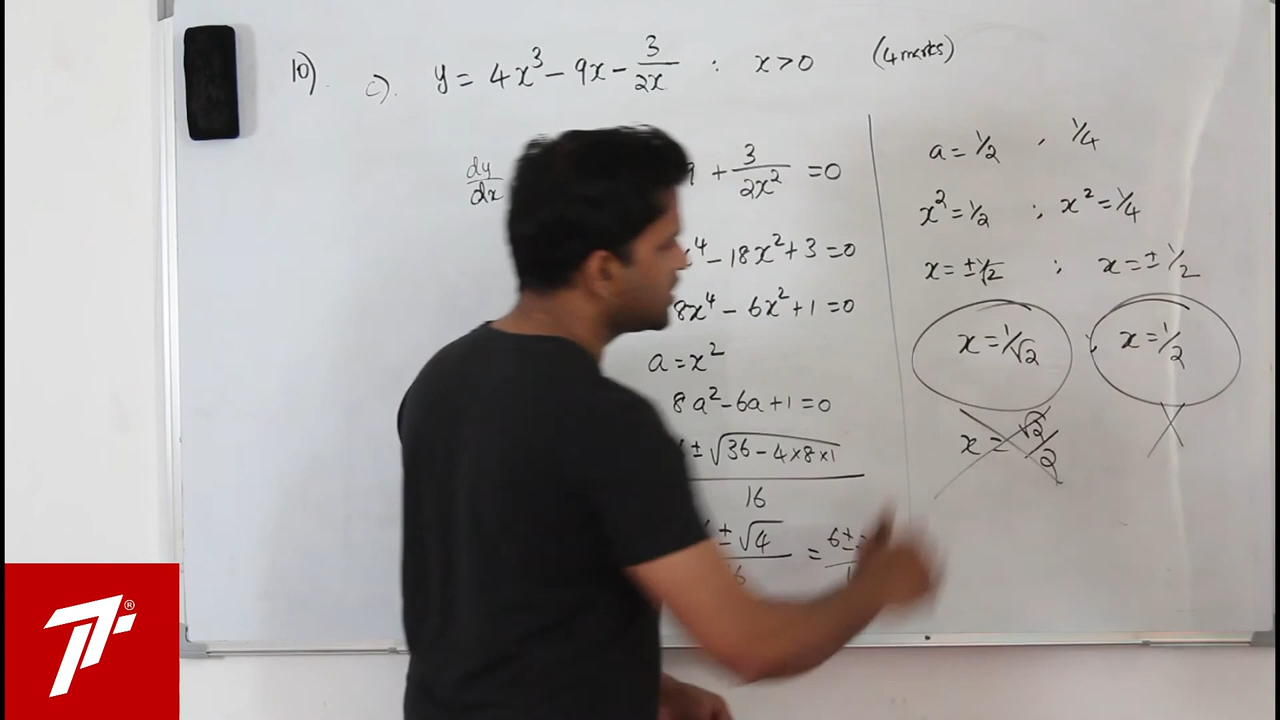 10). c). y = 4x³ - 9x - 3/2x : x > 0 (4 marks)
dy/dx + 3/2x² = 0
- 18x² + 3 = 0
8x⁴ - 6x² + 1 = 0
a = x²
8a² - 6a + 1 = 0
± √36 - 4×8×1
16
± √4 = 6 ±
a = 1/2 , 1/4
x² = 1/2 ; x² = 1/4
x = ± 1/√2 ; x = ± 1/2
x = 1/√2 ; x = 1/2
x = √2/2
®